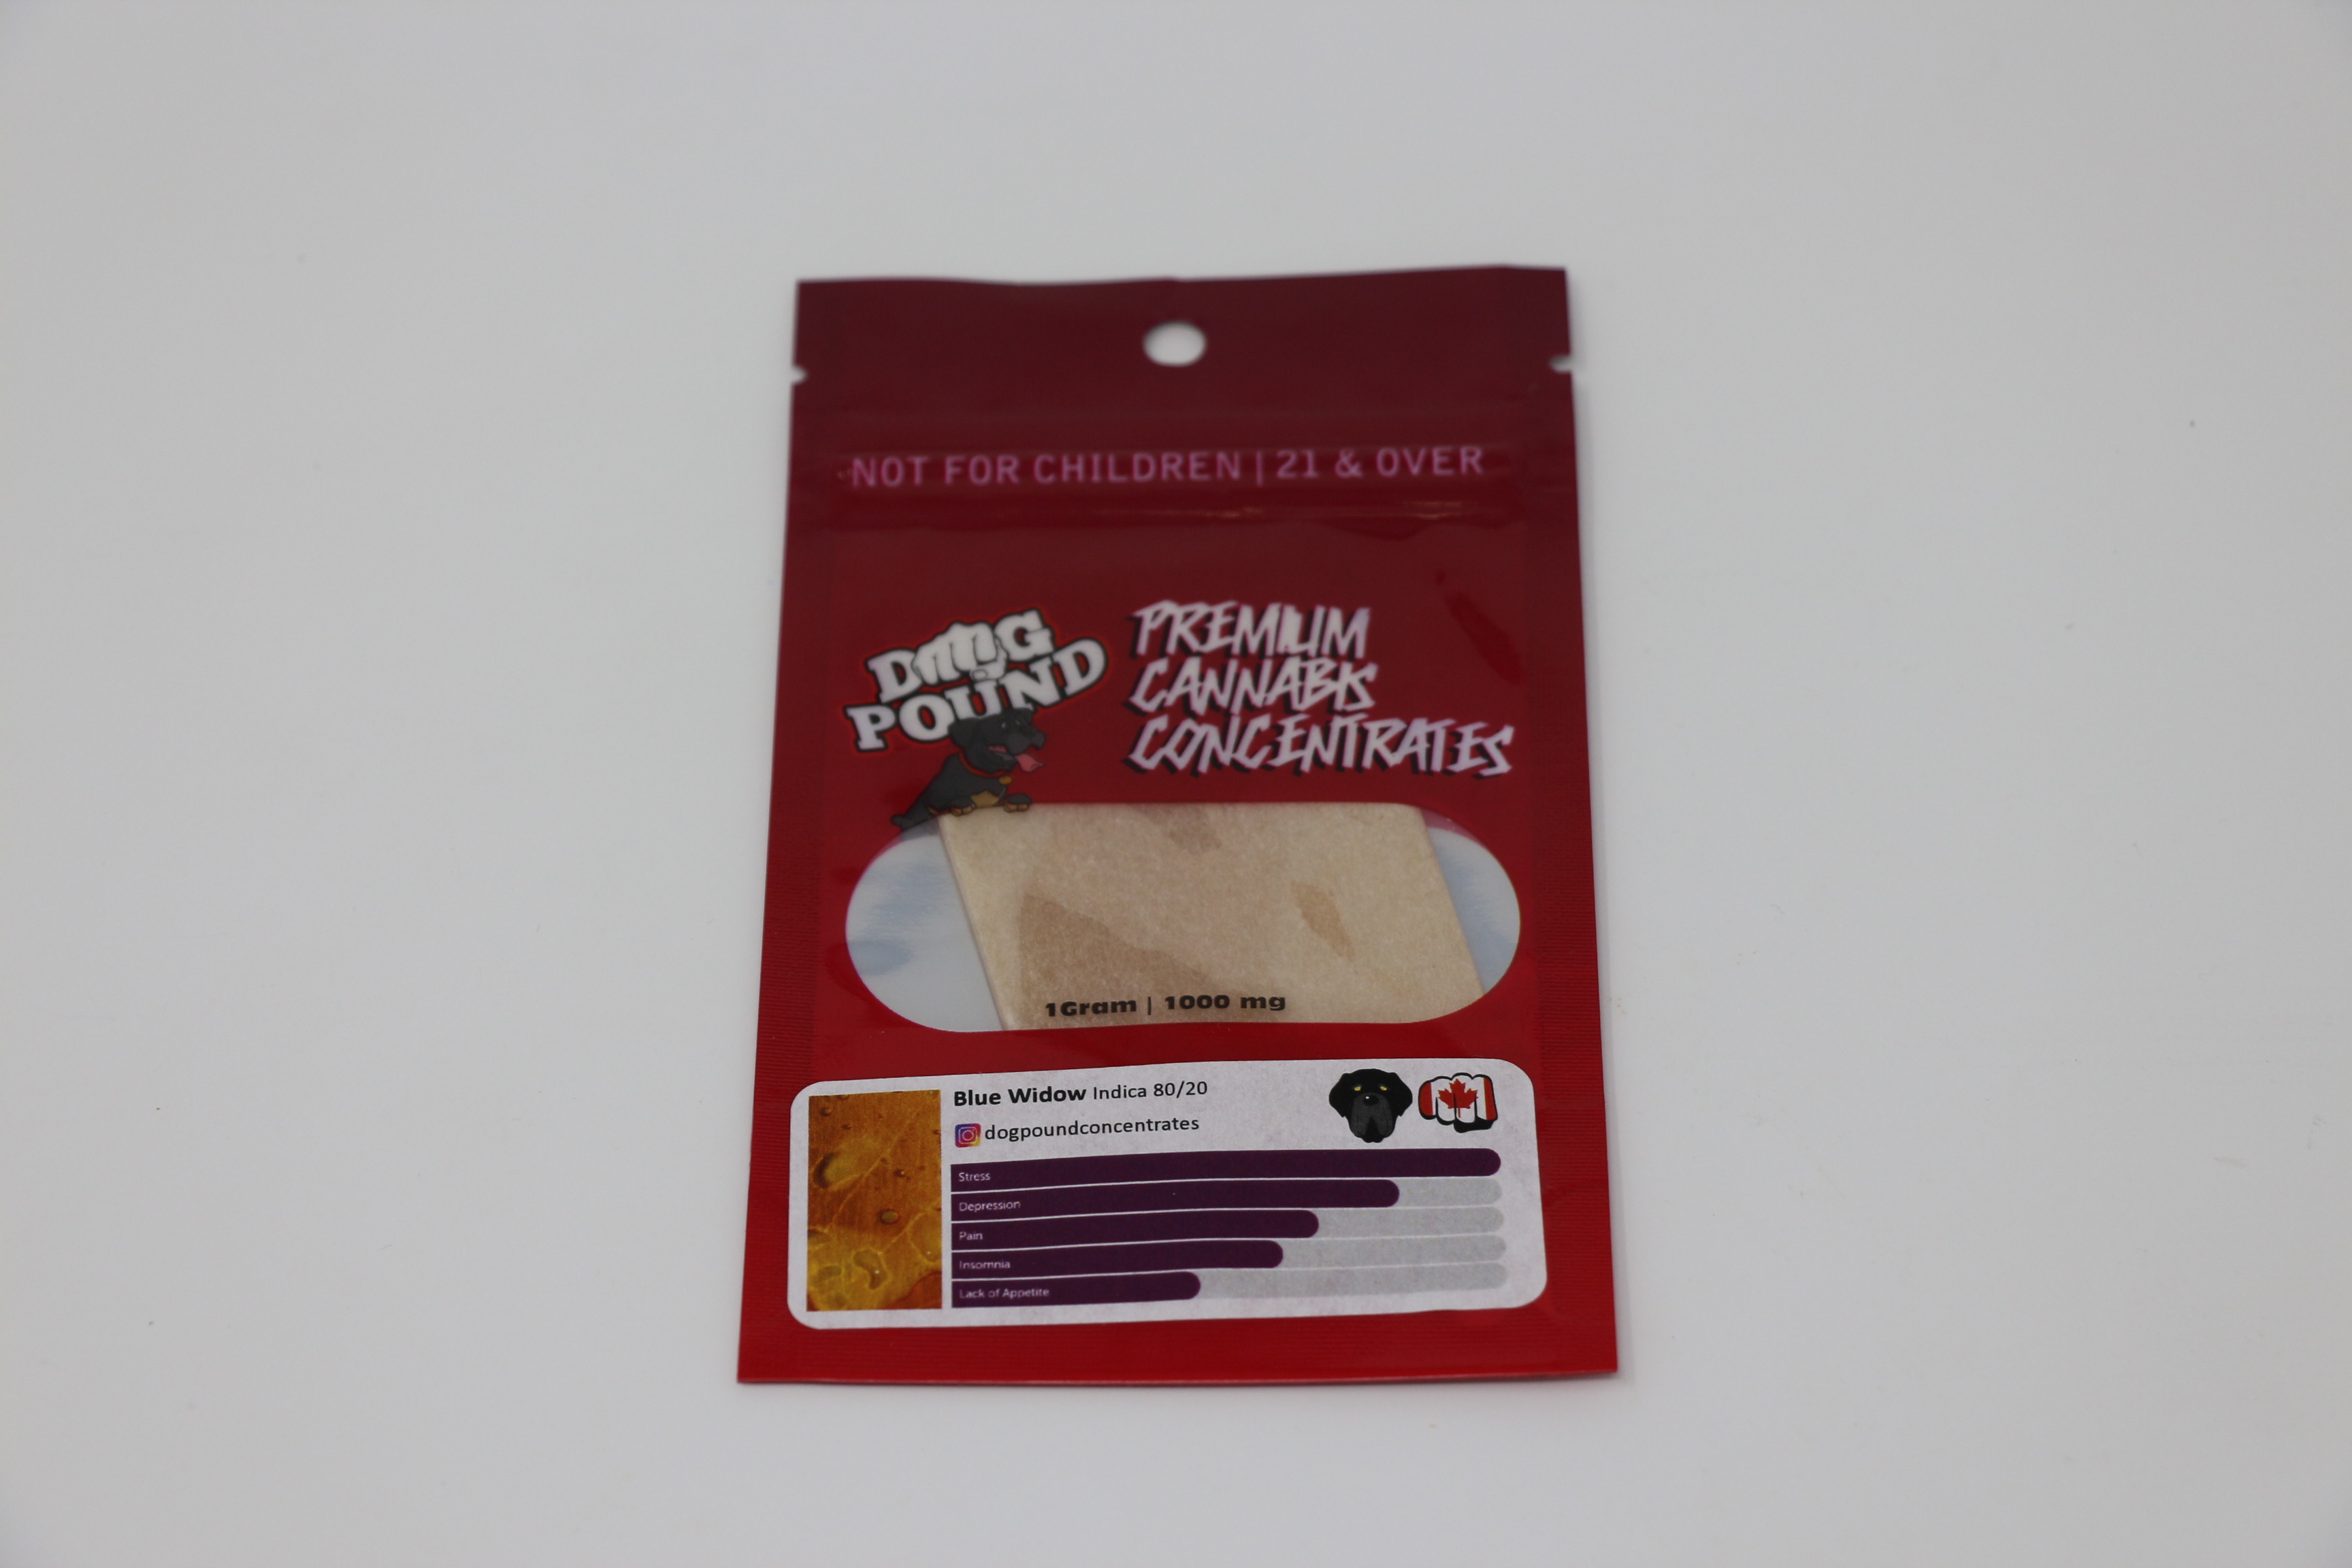 NOT FOR CHILDREN | 21 & OVER
DOG
POUND
PREMIUM
CANNABIS
CONCENTRATES
1Gram | 1000 mg
Blue Widow Indica 80/20
dogpoundconcentrates
Stress
Depression
Pain
Insomnia
Lack of Appetite